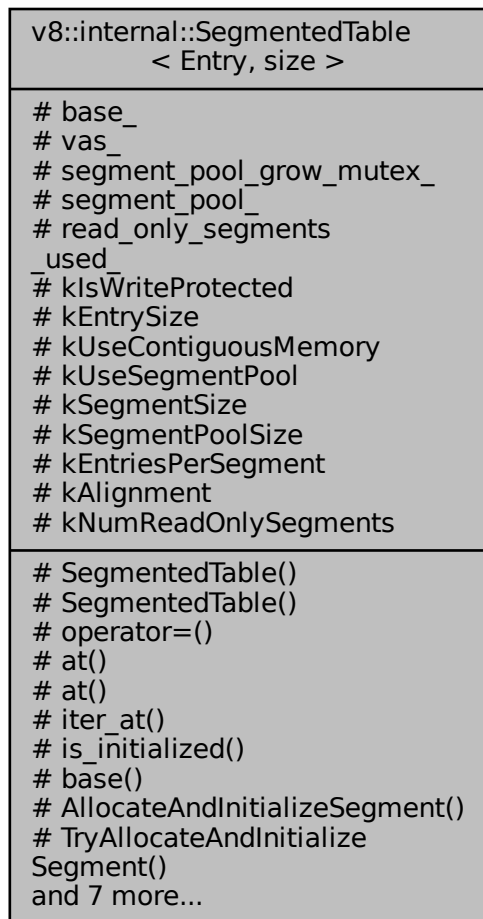 v8::internal::SegmentedTable
< Entry, size >
# base_
# vas_
# segment_pool_grow_mutex_
# segment_pool_
# read_only_segments
_used_
# kIsWriteProtected
# kEntrySize
# kUseContiguousMemory
# kUseSegmentPool
# kSegmentSize
# kSegmentPoolSize
# kEntriesPerSegment
# kAlignment
# kNumReadOnlySegments
# SegmentedTable()
# SegmentedTable()
# operator=()
# at()
# at()
# iter_at()
# is_initialized()
# base()
# AllocateAndInitializeSegment()
# TryAllocateAndInitialize
Segment()
and 7 more...